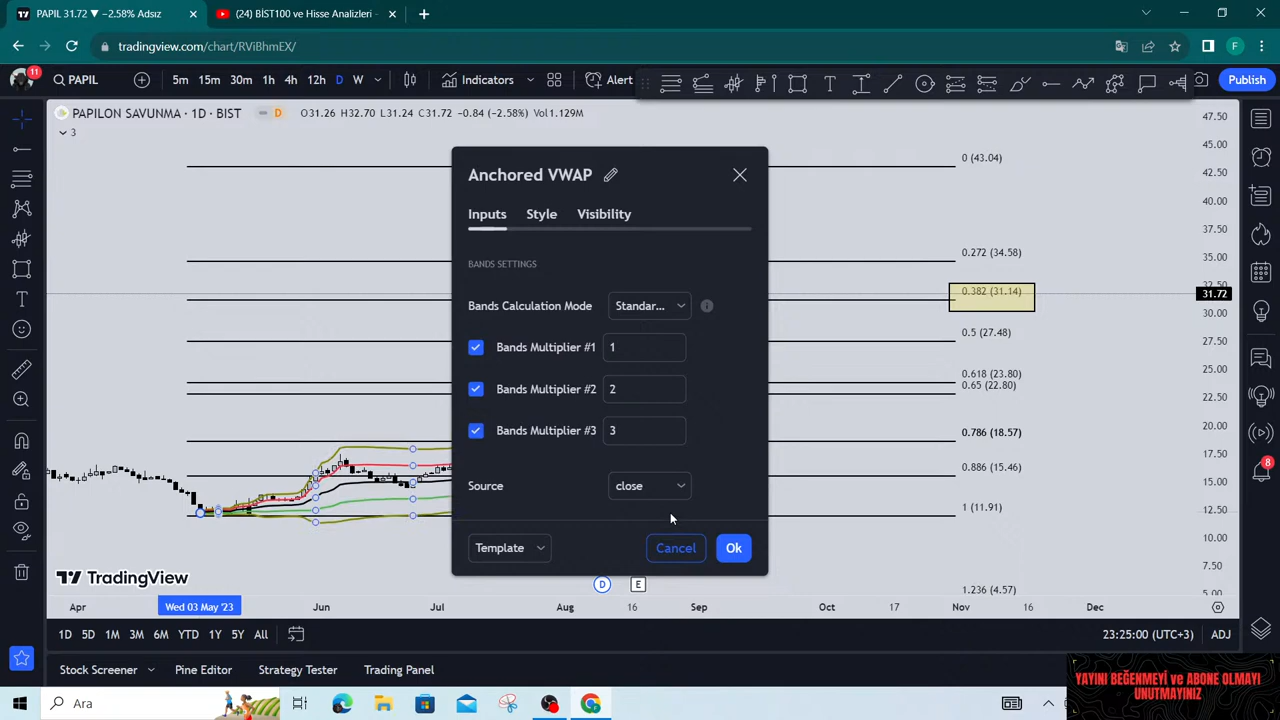 PAPIL 31.72 ▼ −2.58% Adsız
(24) BİST100 ve Hisse Analizleri -
tradingview.com/chart/RViBhmEX/
F
11
PAPIL
5m 15m 30m 1h 4h 12h D W
Indicators
Alert
Publish
PAPILON SAVUNMA · 1D · BIST
D
O31.26 H32.70 L31.24 C31.72 −0.84 (−2.58%) Vol1.129M
3
Anchored VWAP
Inputs
Style
Visibility
BANDS SETTINGS
Bands Calculation Mode
Standar...
Bands Multiplier #1
1
Bands Multiplier #2
2
Bands Multiplier #3
3
Source
close
Template
Cancel
Ok
0 (43.04)
0.272 (34.58)
0.382 (31.14)
0.5 (27.48)
0.618 (23.80)
0.65 (22.80)
0.786 (18.57)
0.886 (15.46)
1 (11.91)
1.236 (4.57)
47.50
45.00
42.50
40.00
37.50
35.00
32.50
31.72
30.00
27.50
25.00
22.50
20.00
17.50
15.00
12.50
10.00
7.50
5.00
8
TradingView
D
E
Apr
Wed 03 May '23
Jun
Jul
Aug
16
Sep
Oct
17
Nov
16
Dec
1D 5D 1M 3M 6M YTD 1Y 5Y All
23:25:00 (UTC+3)
ADJ
Stock Screener
Pine Editor
Strategy Tester
Trading Panel
Ara
YAYINI BEĞENMEYİ ve ABONE OLMAYI
UNUTMAYINIZ